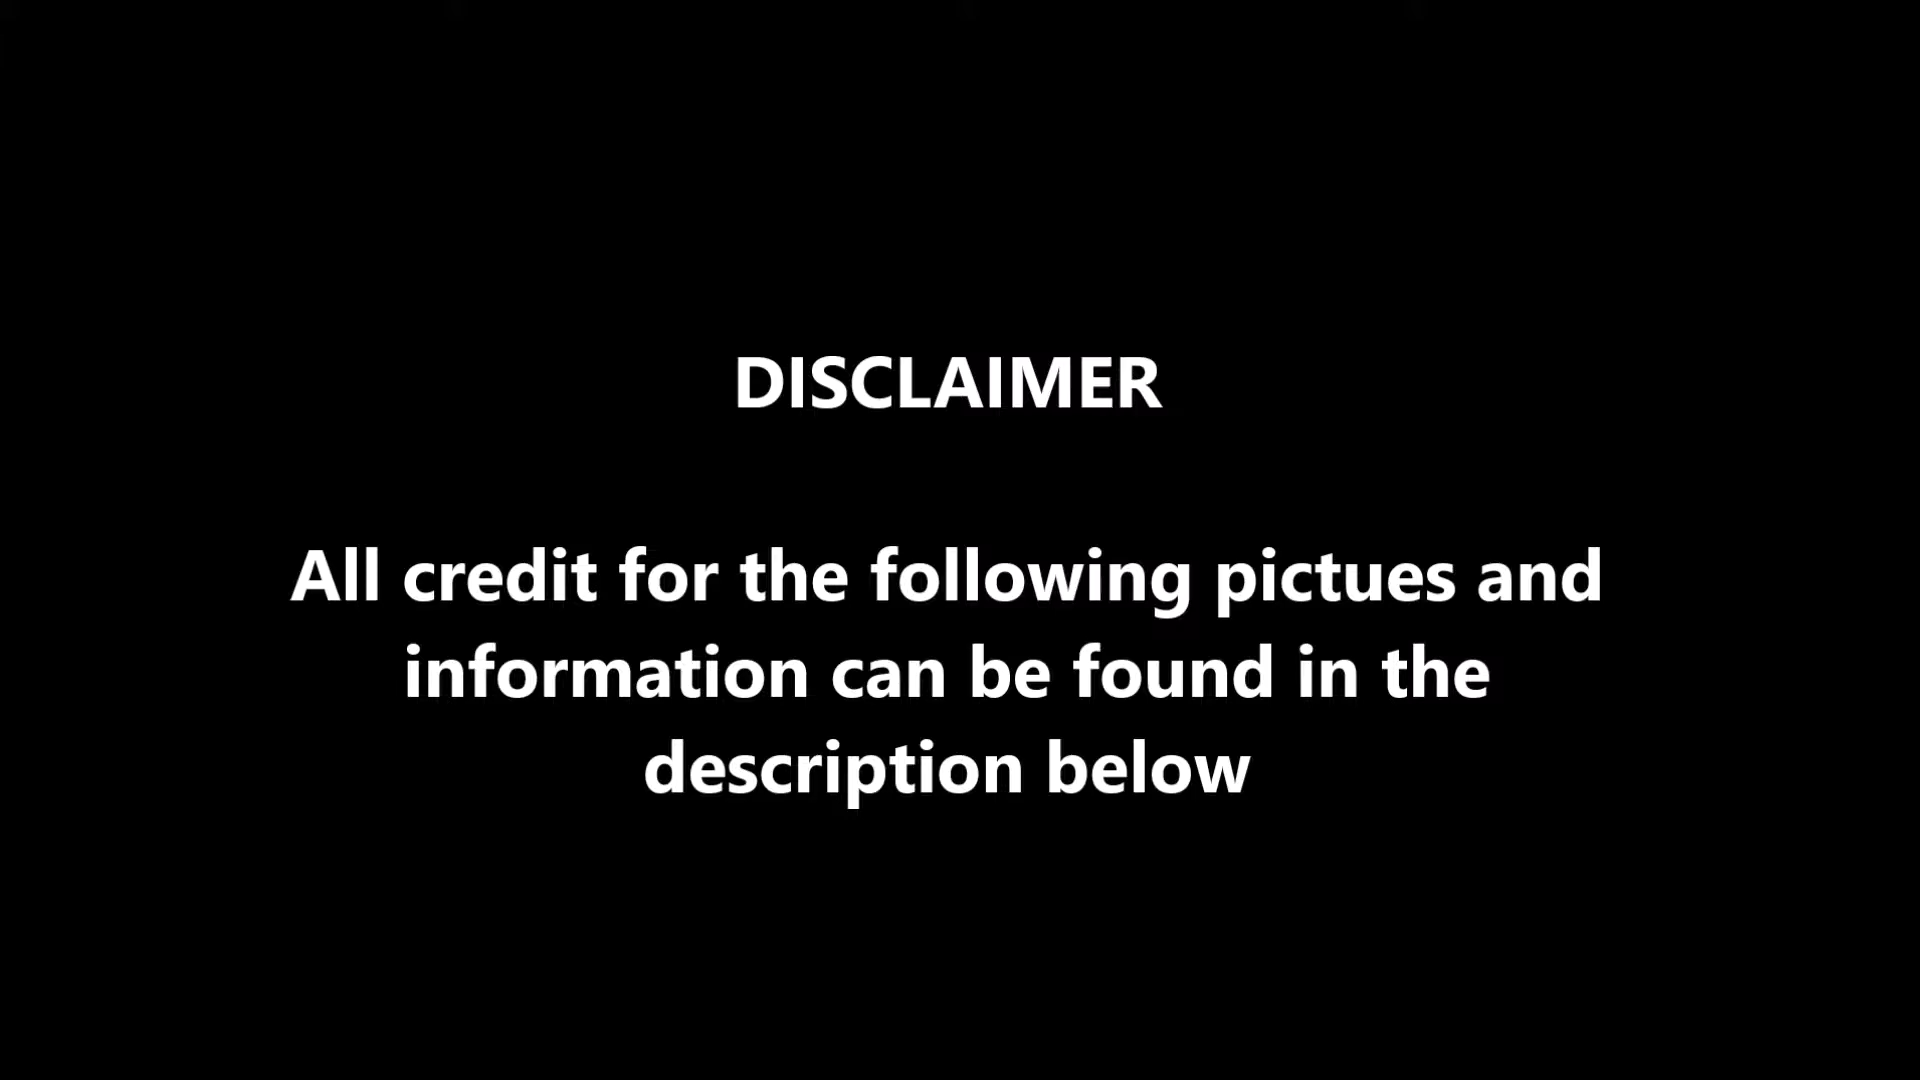 DISCLAIMER
All credit for the following pictues and
information can be found in the
description below